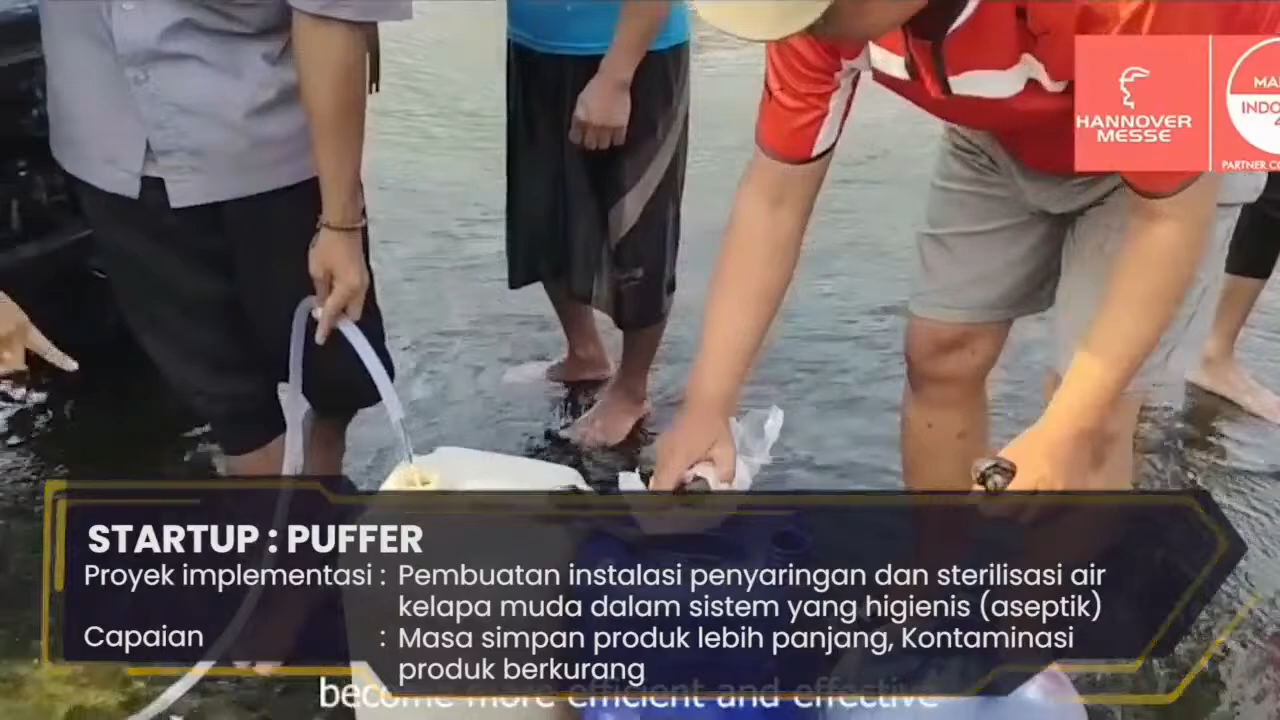 HANNOVER
MESSE
STARTUP : PUFFER
Proyek implementasi : Pembuatan instalasi penyaringan dan sterilisasi air
kelapa muda dalam sistem yang higienis (aseptik)
Capaian : Masa simpan produk lebih panjang, Kontaminasi
produk berkurang
become more efficient and effective